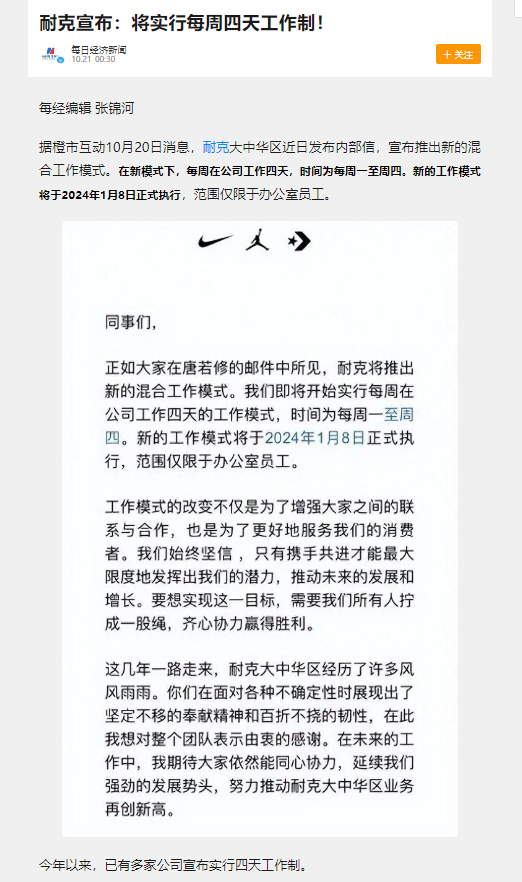 耐克宣布：将实行每周四天工作制！
每日经济新闻
10.21 00:30
＋ 关注
每经编辑 张锦河
据橙市互动10月20日消息，耐克大中华区近日发布内部信，宣布推出新的混
合工作模式。在新模式下，每周在公司工作四天，时间为每周一至周四。新的工作模式
将于2024年1月8日正式执行，范围仅限于办公室员工。
同事们，
正如大家在唐若修的邮件中所见，耐克将推出
新的混合工作模式。我们即将开始实行每周在
公司工作四天的工作模式，时间为每周一至周
四。新的工作模式将于2024年1月8日正式执
行，范围仅限于办公室员工。
工作模式的改变不仅是为了增强大家之间的联
系与合作，也是为了更好地服务我们的消费
者。我们始终坚信，只有携手共进才能最大
限度地发挥出我们的潜力，推动未来的发展和
增长。要想实现这一目标，需要我们所有人拧
成一股绳，齐心协力赢得胜利。
这几年一路走来，耐克大中华区经历了许多风
风雨雨。你们在面对各种不确定性时展现出了
坚定不移的奉献精神和百折不挠的韧性，在此
我想对整个团队表示由衷的感谢。在未来的工
作中，我期待大家依然能同心协力，延续我们
强劲的发展势头，努力推动耐克大中华区业务
再创新高。
今年以来，已有多家公司宣布实行四天工作制。